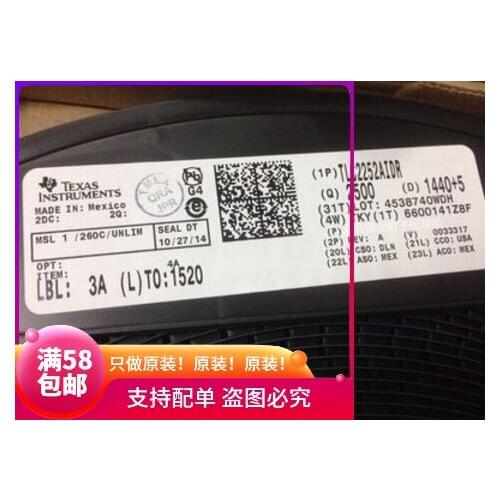 TEXAS
INSTRUMENTS
MADE IN: Mexico
2DC: 2Q:
MSL 1 /260C/UNLIM
SEAL DT
10/27/14
OPT:
ITEM:
4A
LBL: 3A (L)TO:1520
Pb
G4
(1P)
2252AIDR
(Q) 2500 (D) 1440+5
(31T)LOT: 4538740WDH
(4W) TKY(1T) 6600141ZBF
(P)
(2P) REV: A (V) 0033317
(20L) CSO: DLN (21L) CCO: USA
(22L) ASO: MEX (23L) ACO: MEX
满58
包邮
只做原装！原装！原装！
支持配单 盗图必究